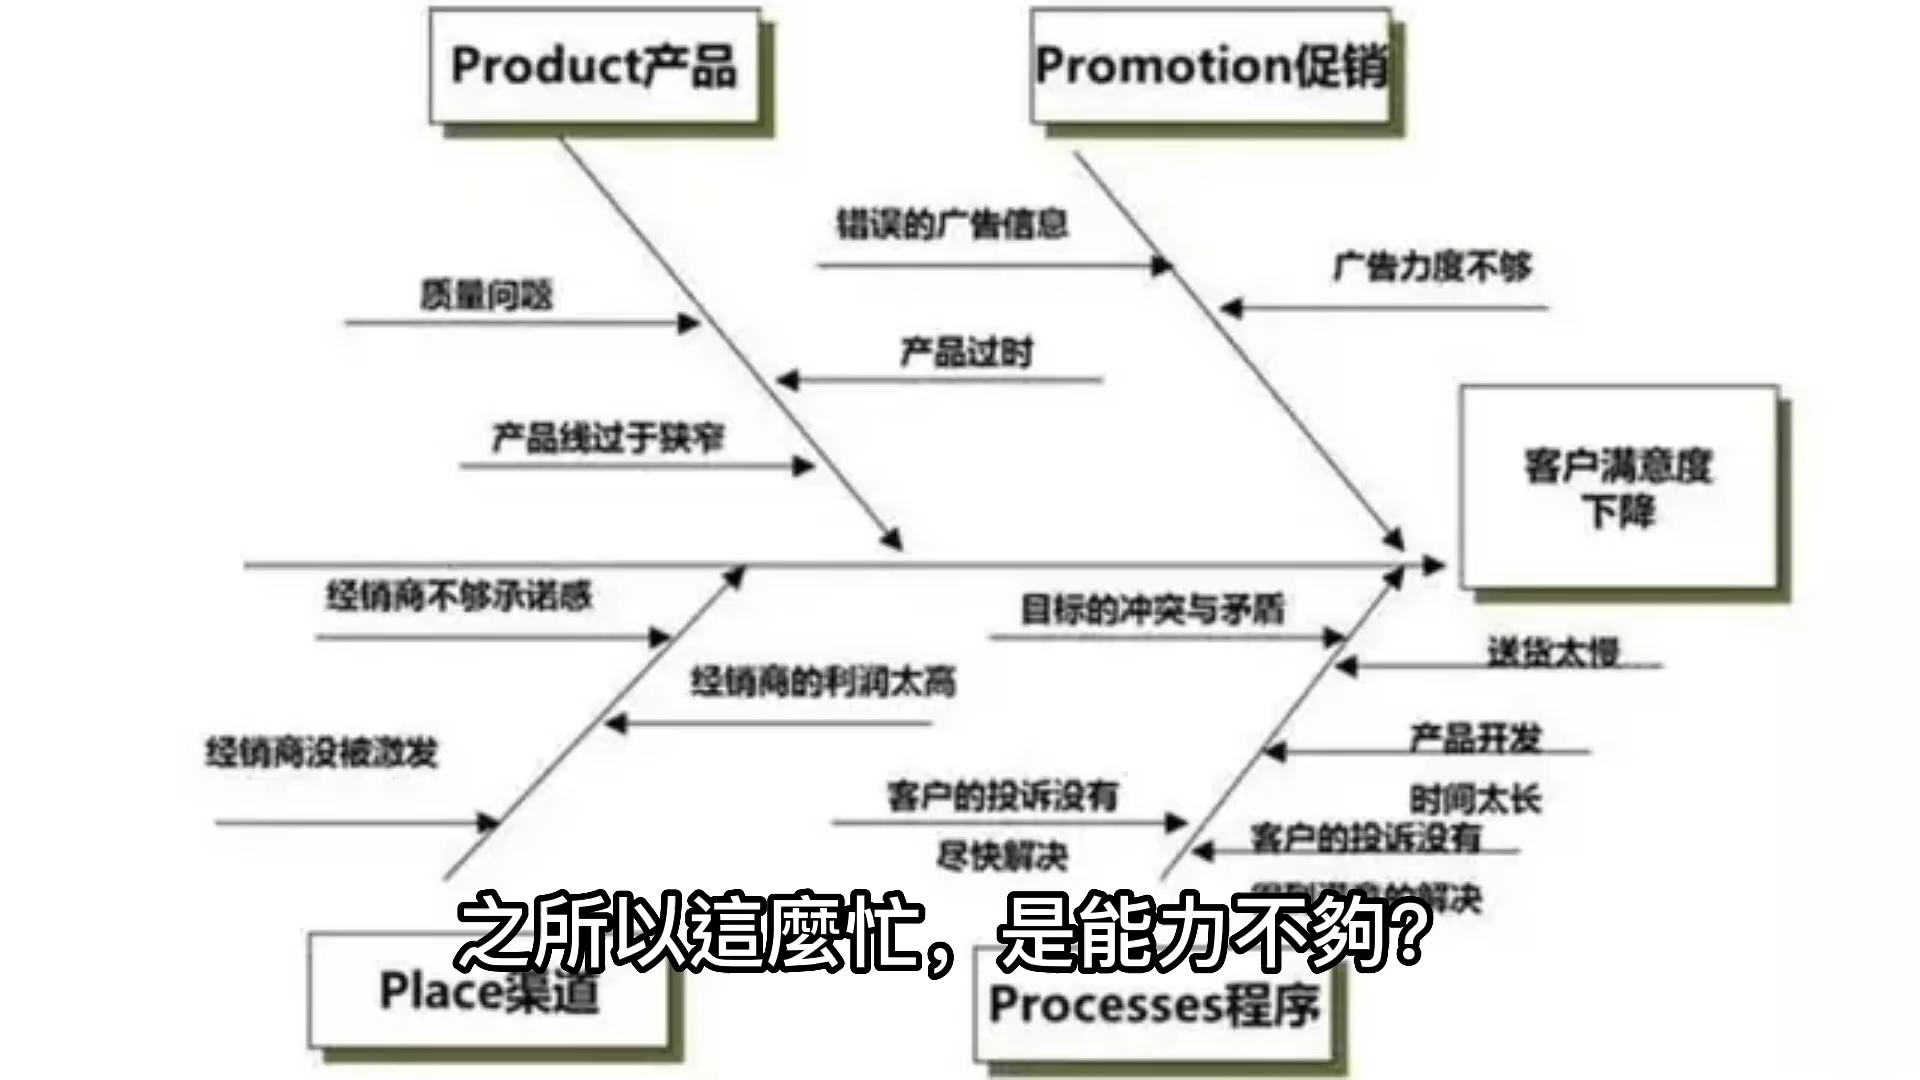 Product产品
Promotion促销
错误的广告信息
广告力度不够
质量问题
产品过时
产品线过于狭窄
客户满意度
下降
经销商不够承诺感
目标的冲突与矛盾
送货太慢
经销商的利润太高
经销商没被激发
产品开发
时间太长
客户的投诉没有
尽快解决
客户的投诉没有
的解决
之所以這麼忙，是能力不夠？
Place渠道
Processes程序